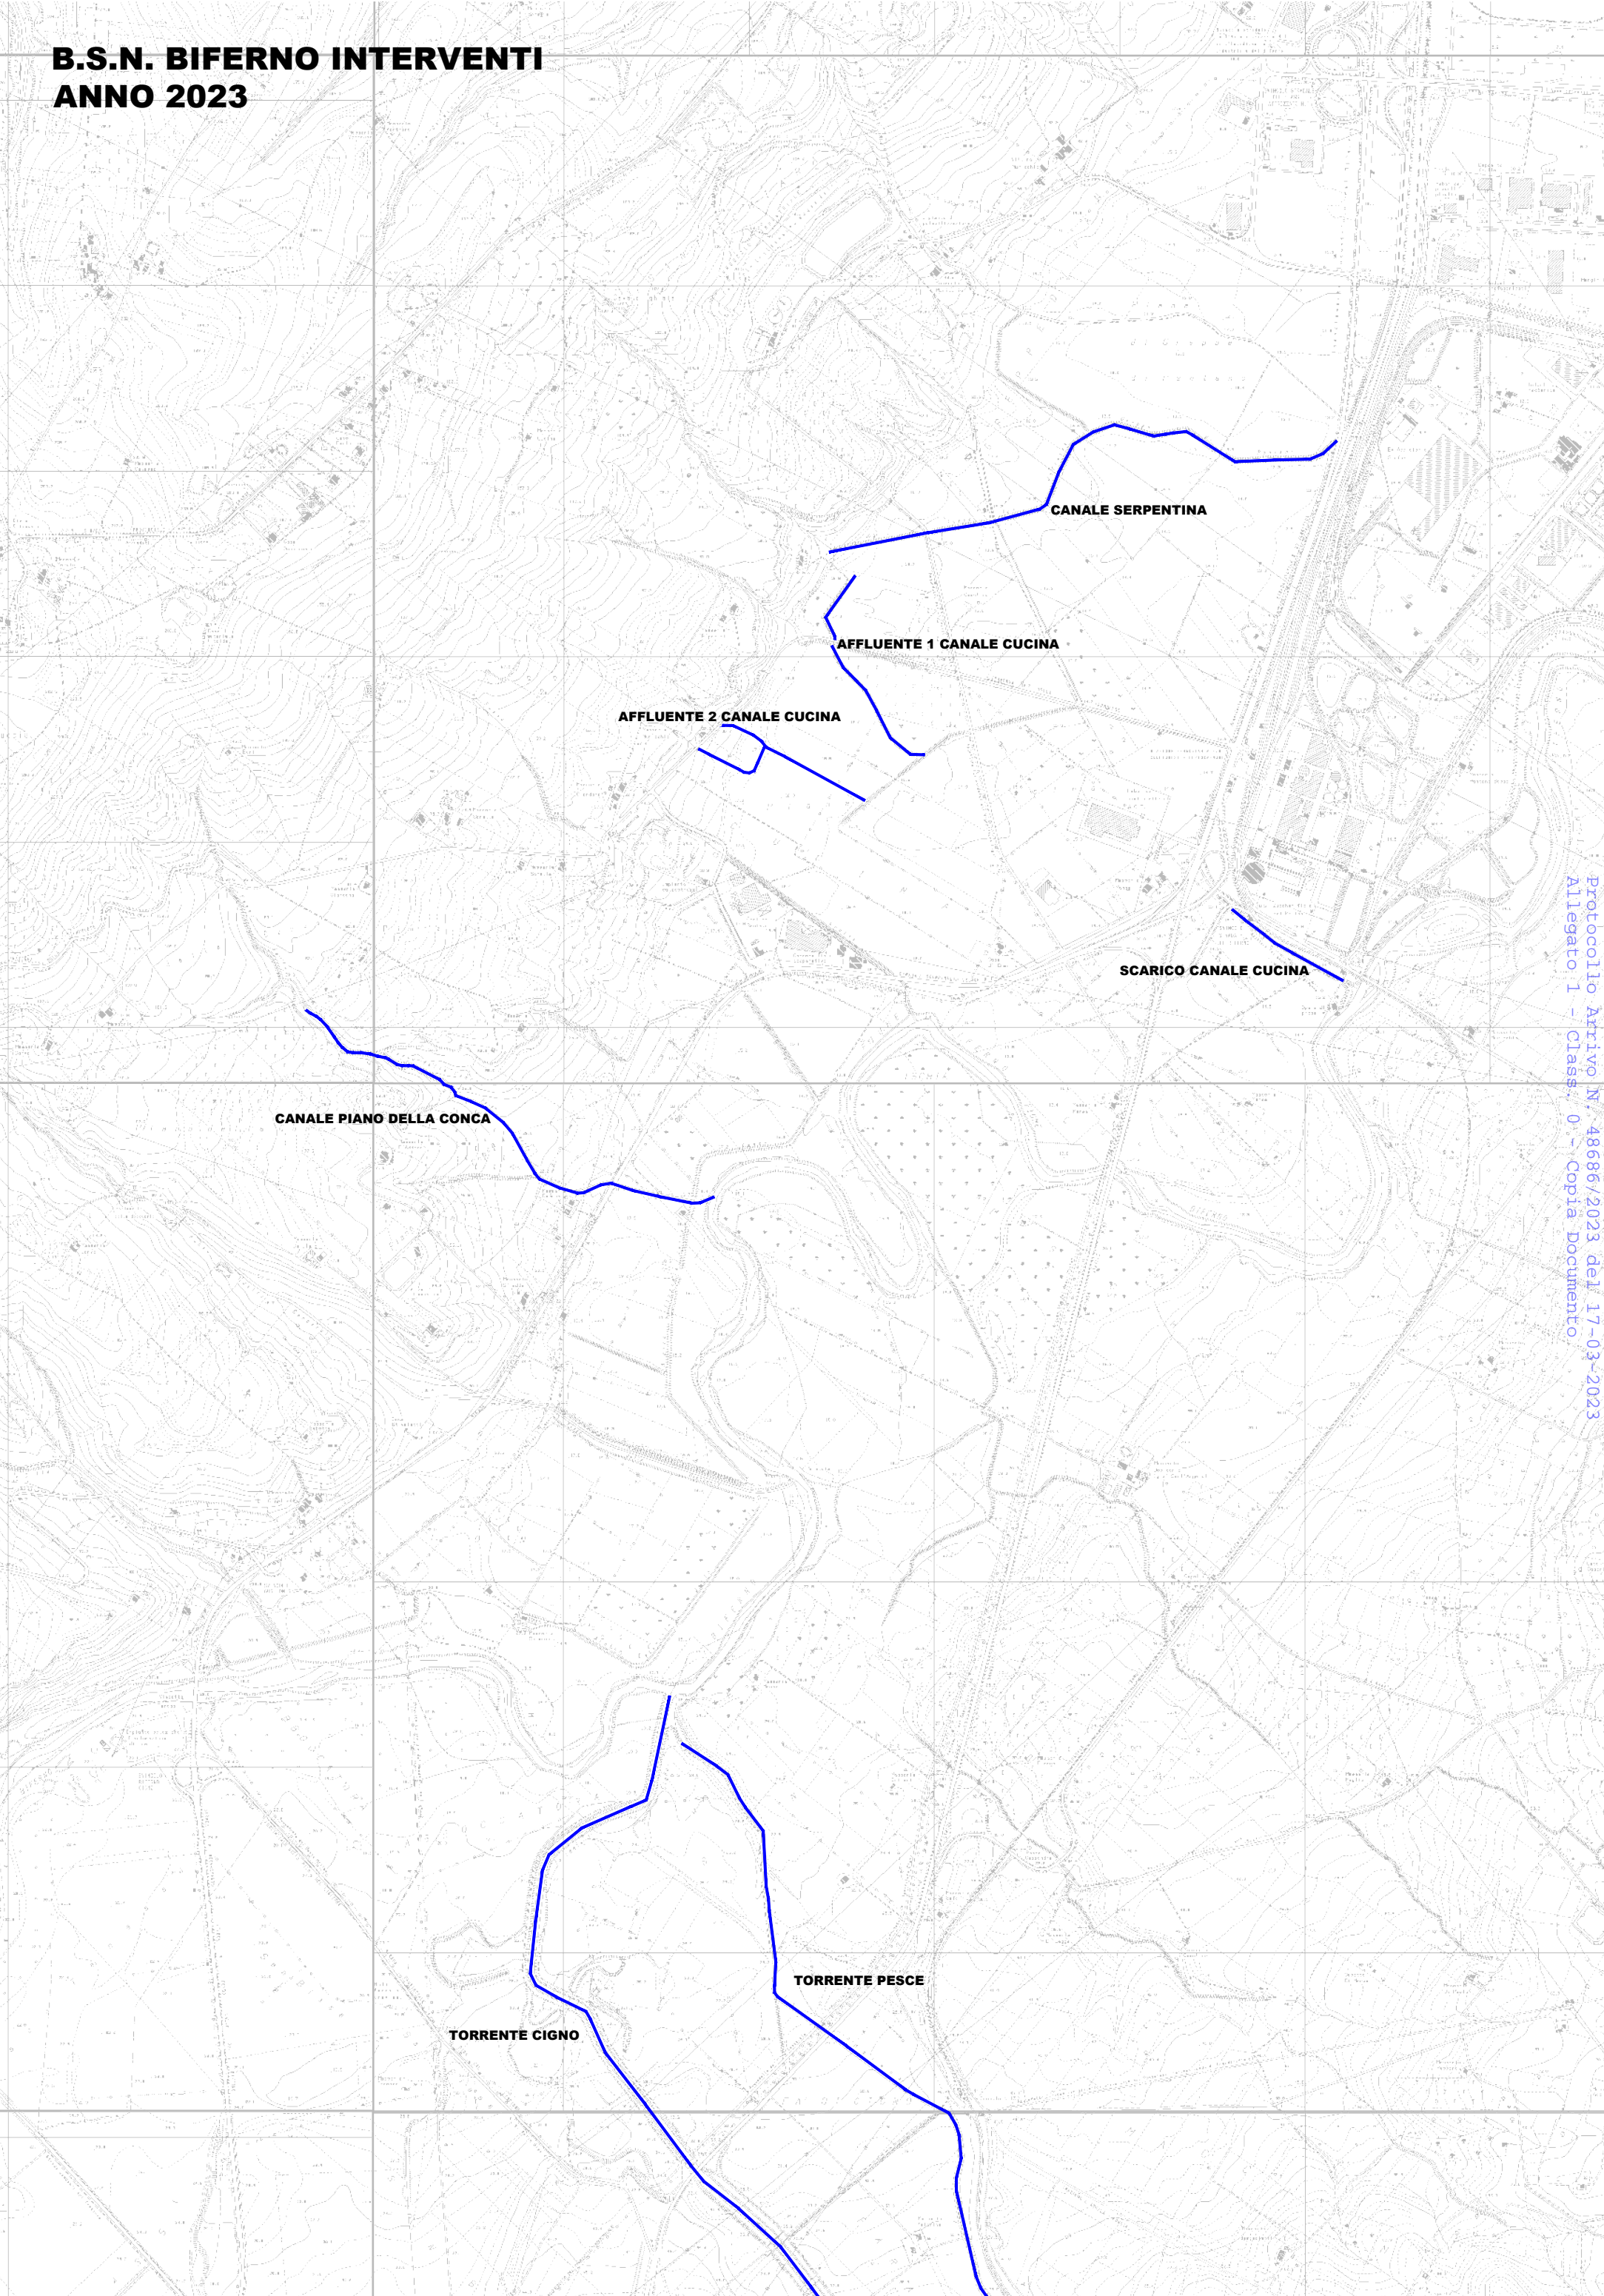 B.S.N. BIFERNO INTERVENTI
ANNO 2023
CANALE SERPENTINA
AFFLUENTE 1 CANALE CUCINA
AFFLUENTE 2 CANALE CUCINA
SCARICO CANALE CUCINA
CANALE PIANO DELLA CONCA
TORRENTE PESCE
TORRENTE CIGNO
Protocollo Arrivo N. 48686/2023 del 17-03-2023
Allegato 1 - Class. 0 - Copia Documento